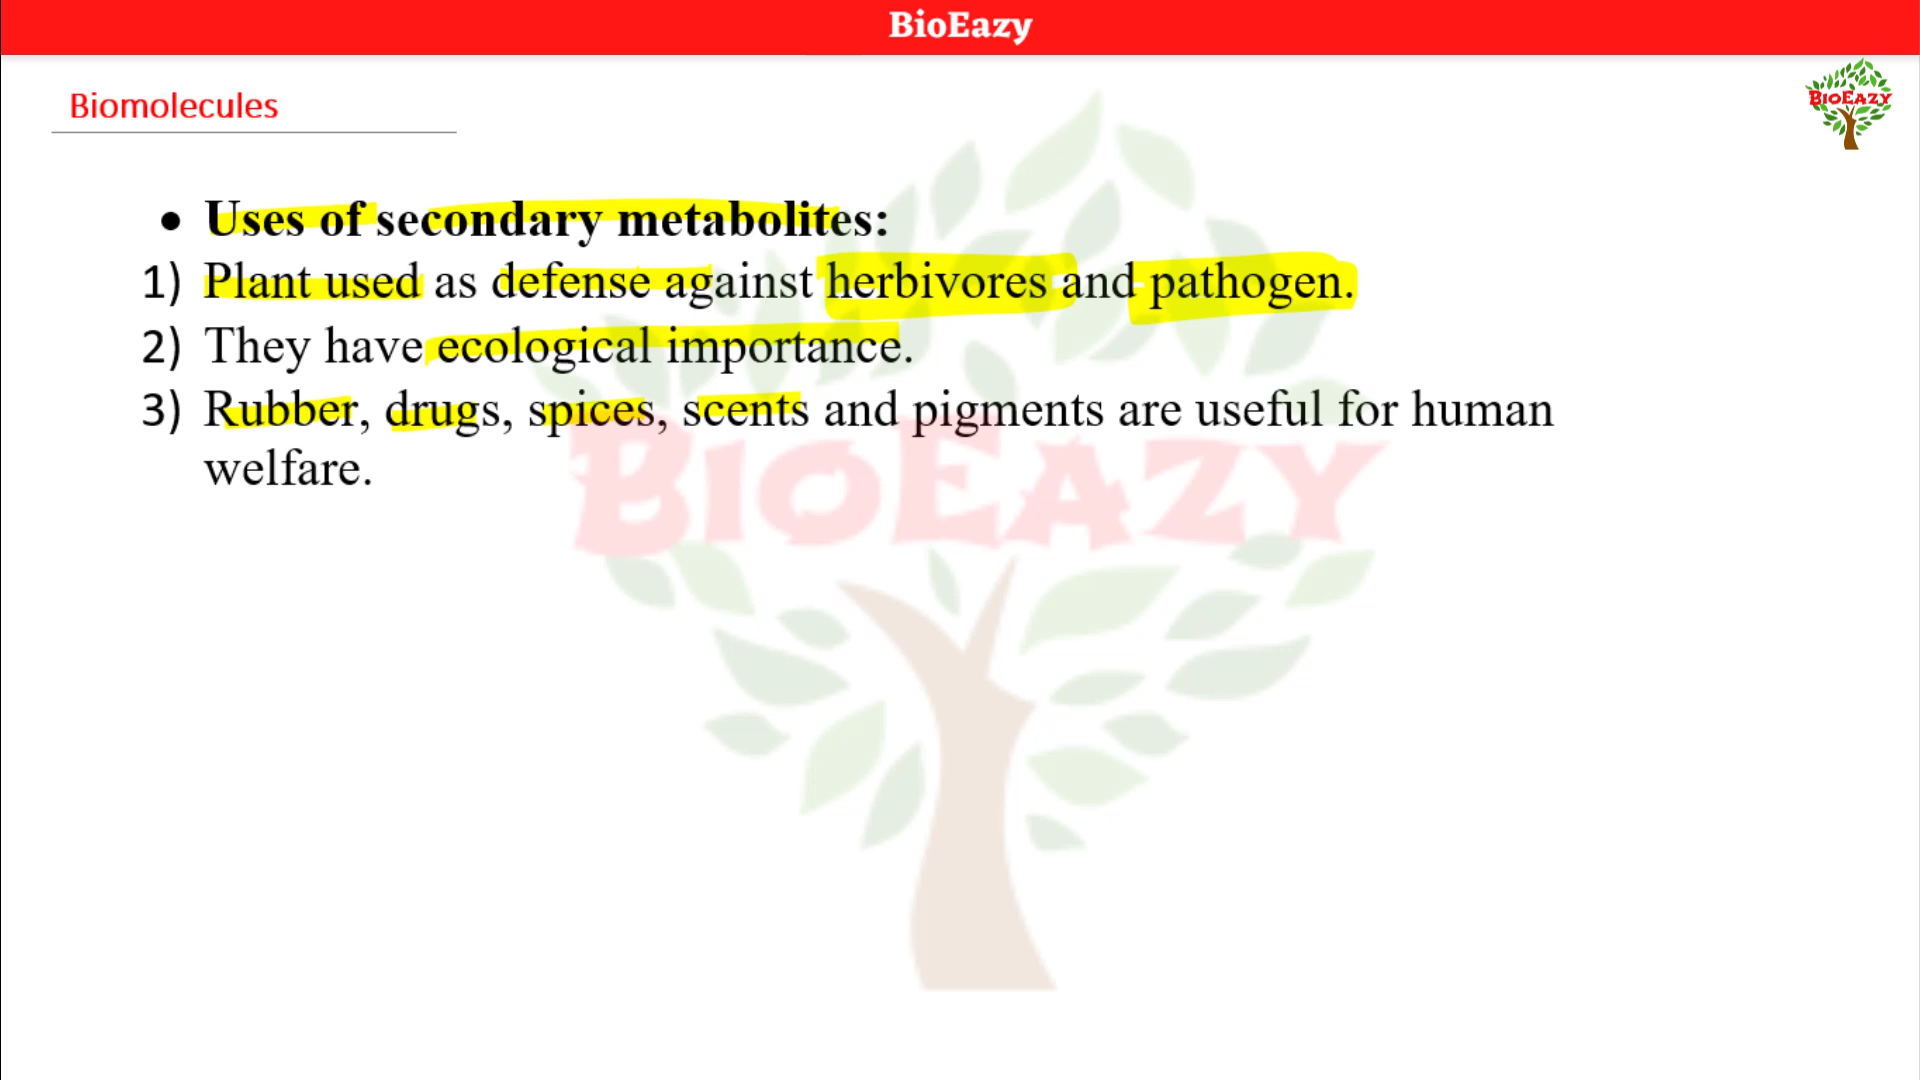 BioEazy
Biomolecules
BIOEAZY
• Uses of secondary metabolites:
1) Plant used as defense against herbivores and pathogen.
2) They have ecological importance.
3) Rubber, drugs, spices, scents and pigments are useful for human
welfare.
BIOEAZY